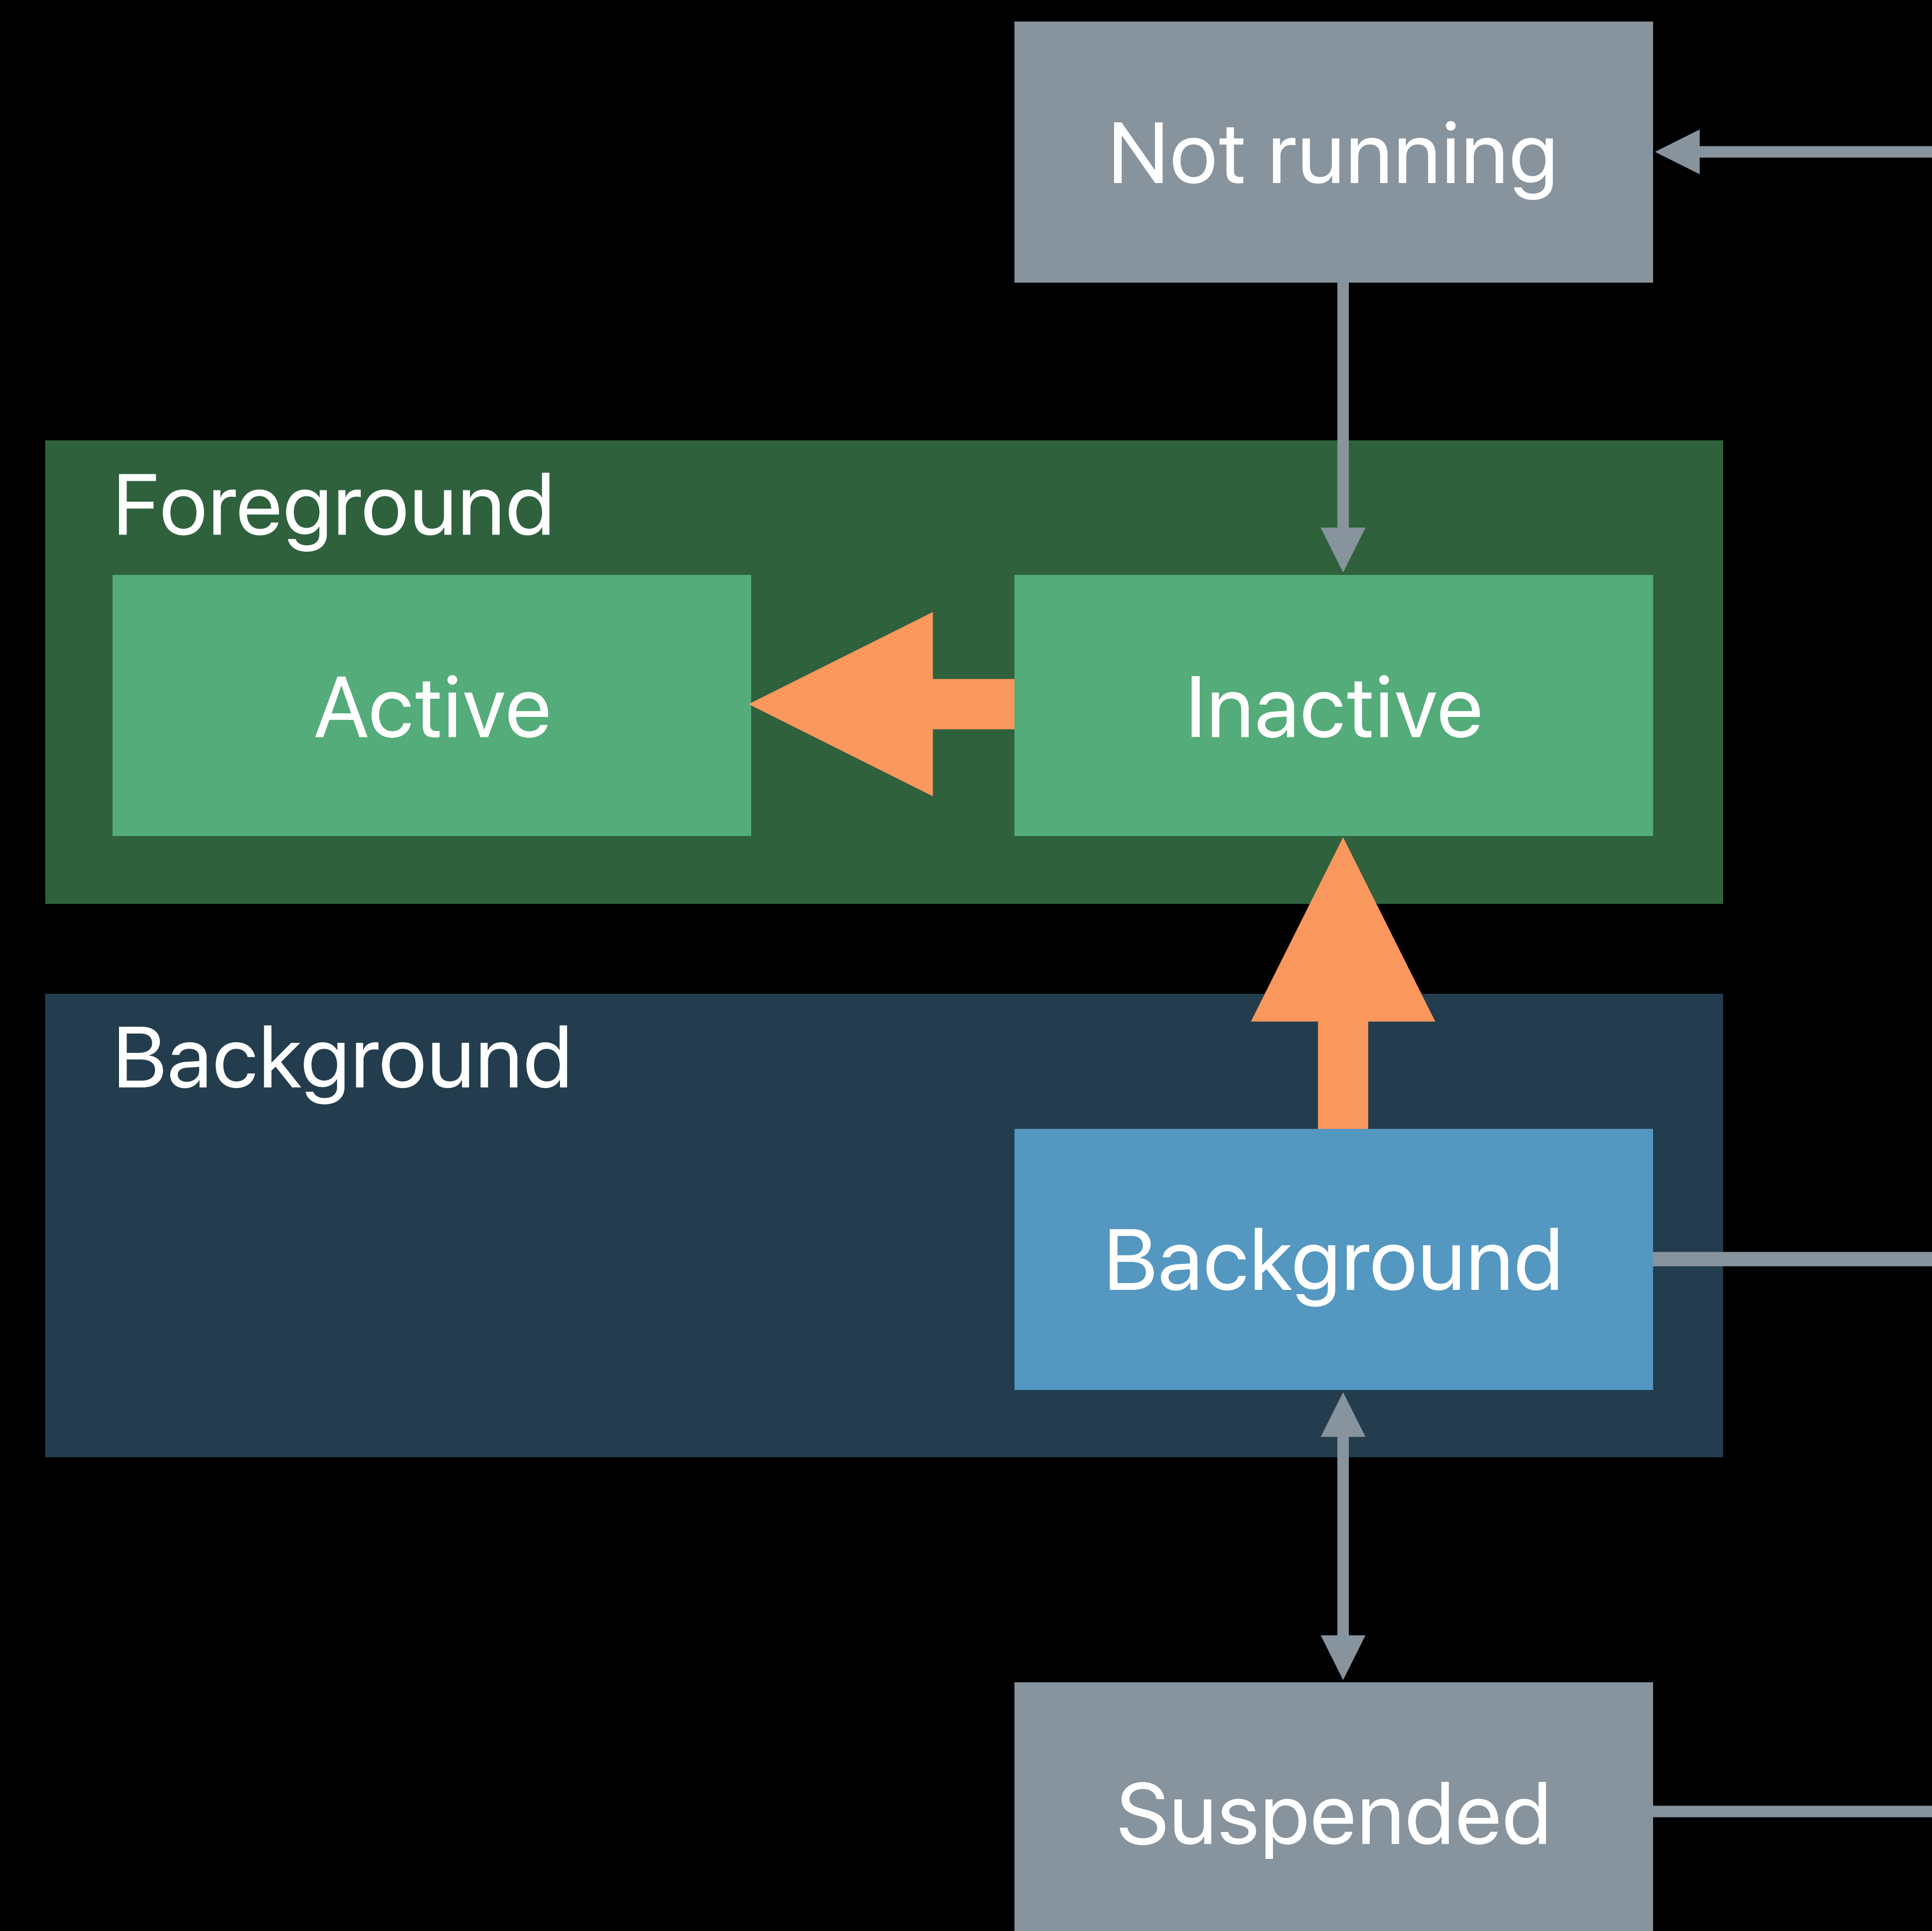 Not running
Foreground
Active
Inactive
Background
Background
Suspended